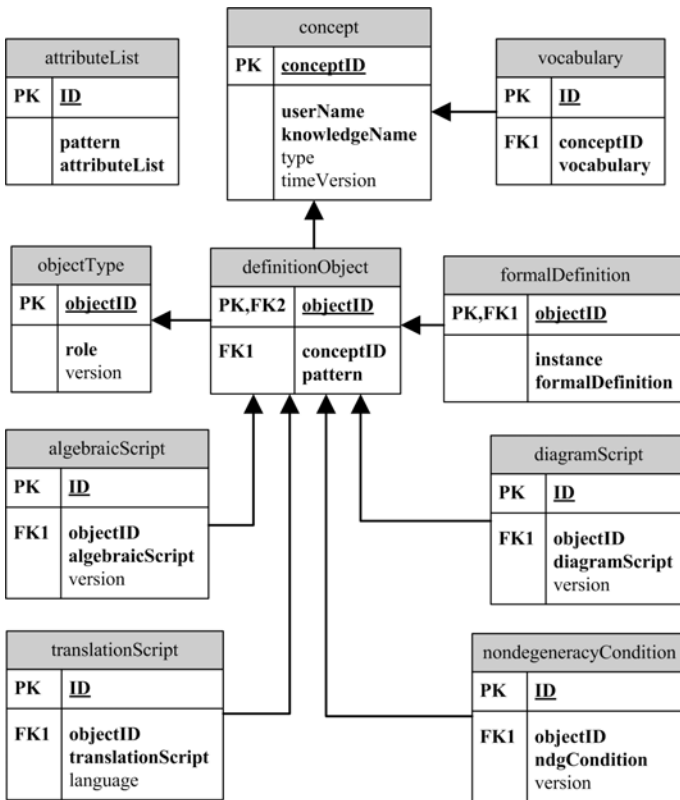 concept
PK conceptID
userName
knowledgeName
type
timeVersion
attributeList
PK ID
pattern
attributeList
vocabulary
PK ID
FK1 conceptID
vocabulary
objectType
PK objectID
role
version
definitionObject
PK,FK2 objectID
FK1 conceptID
pattern
formalDefinition
PK,FK1 objectID
instance
formalDefinition
algebraicScript
PK ID
FK1 objectID
algebraicScript
version
diagramScript
PK ID
FK1 objectID
diagramScript
version
translationScript
PK ID
FK1 objectID
translationScript
language
nondegeneracyCondition
PK ID
FK1 objectID
ndgCondition
version